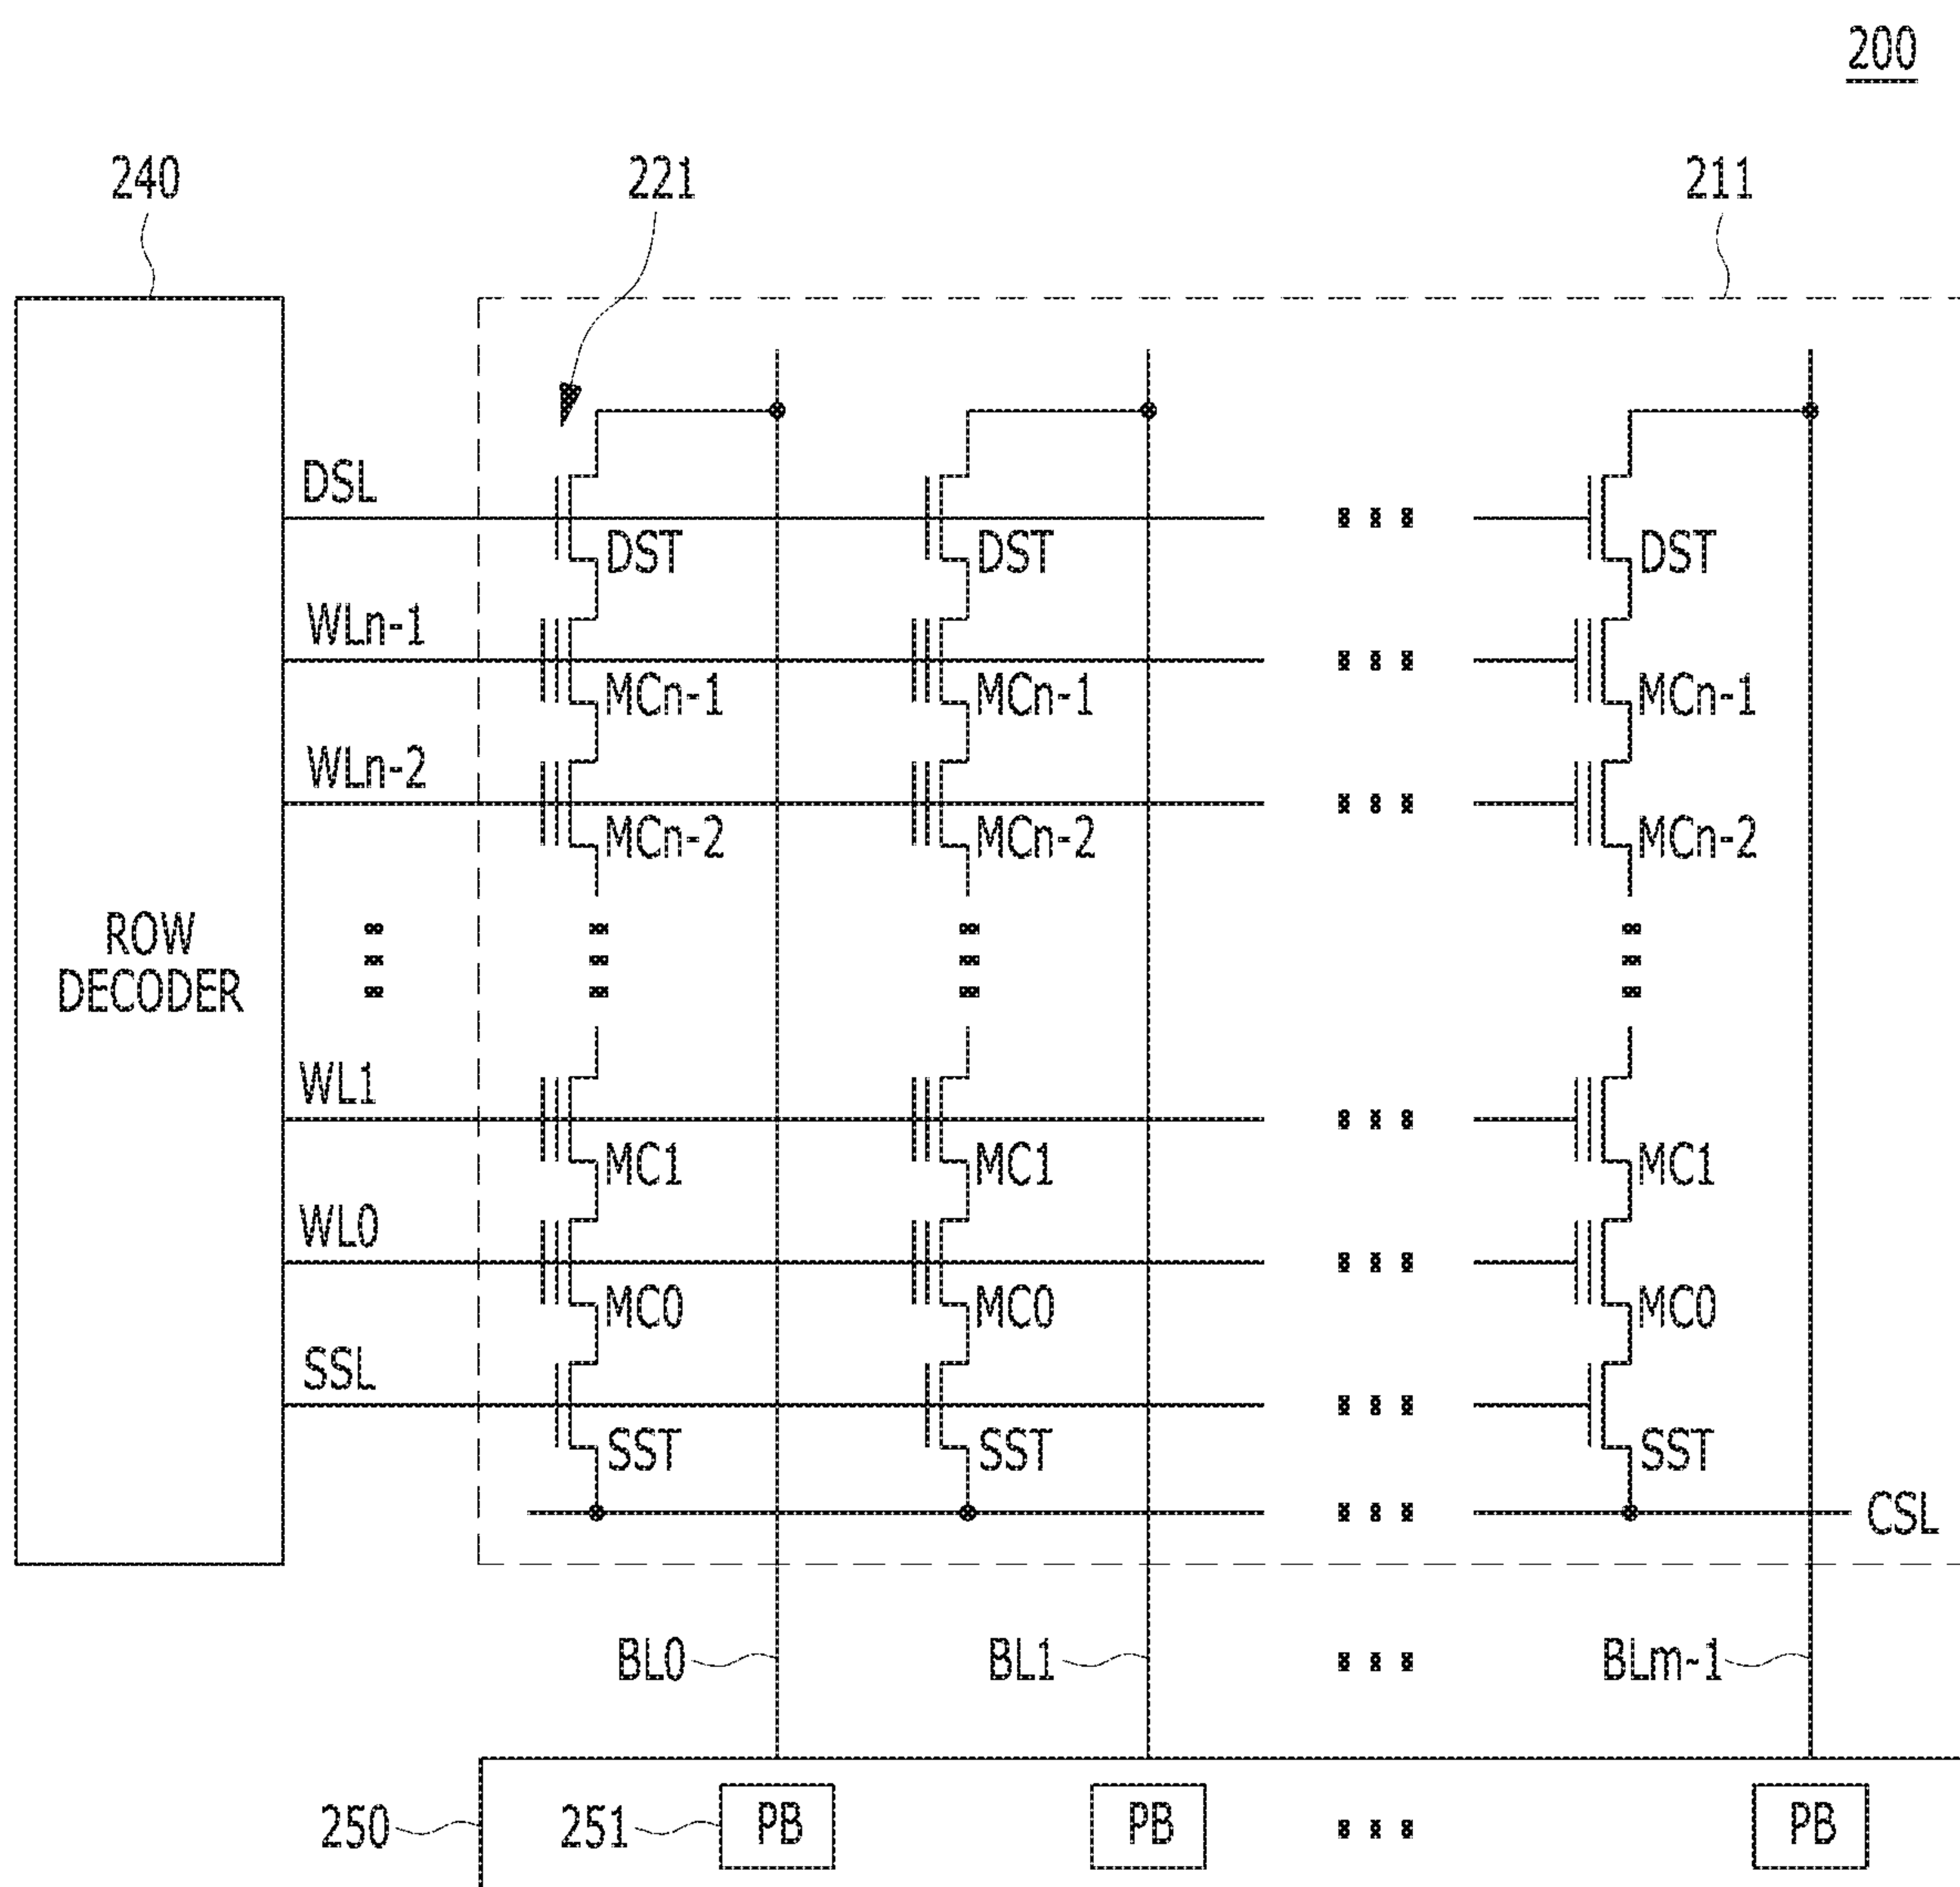 200
240
221
211
DSL
DST DST DST
WLn-1
MCn-1 MCn-1 MCn-1
WLn-2
MCn-2 MCn-2 MCn-2
ROW
DECODER
WL1
MC1 MC1 MC1
WL0
MC0 MC0 MC0
SSL
SST SST SST
CSL
BL0 BL1 BLm-1
250 251 PB PB PB